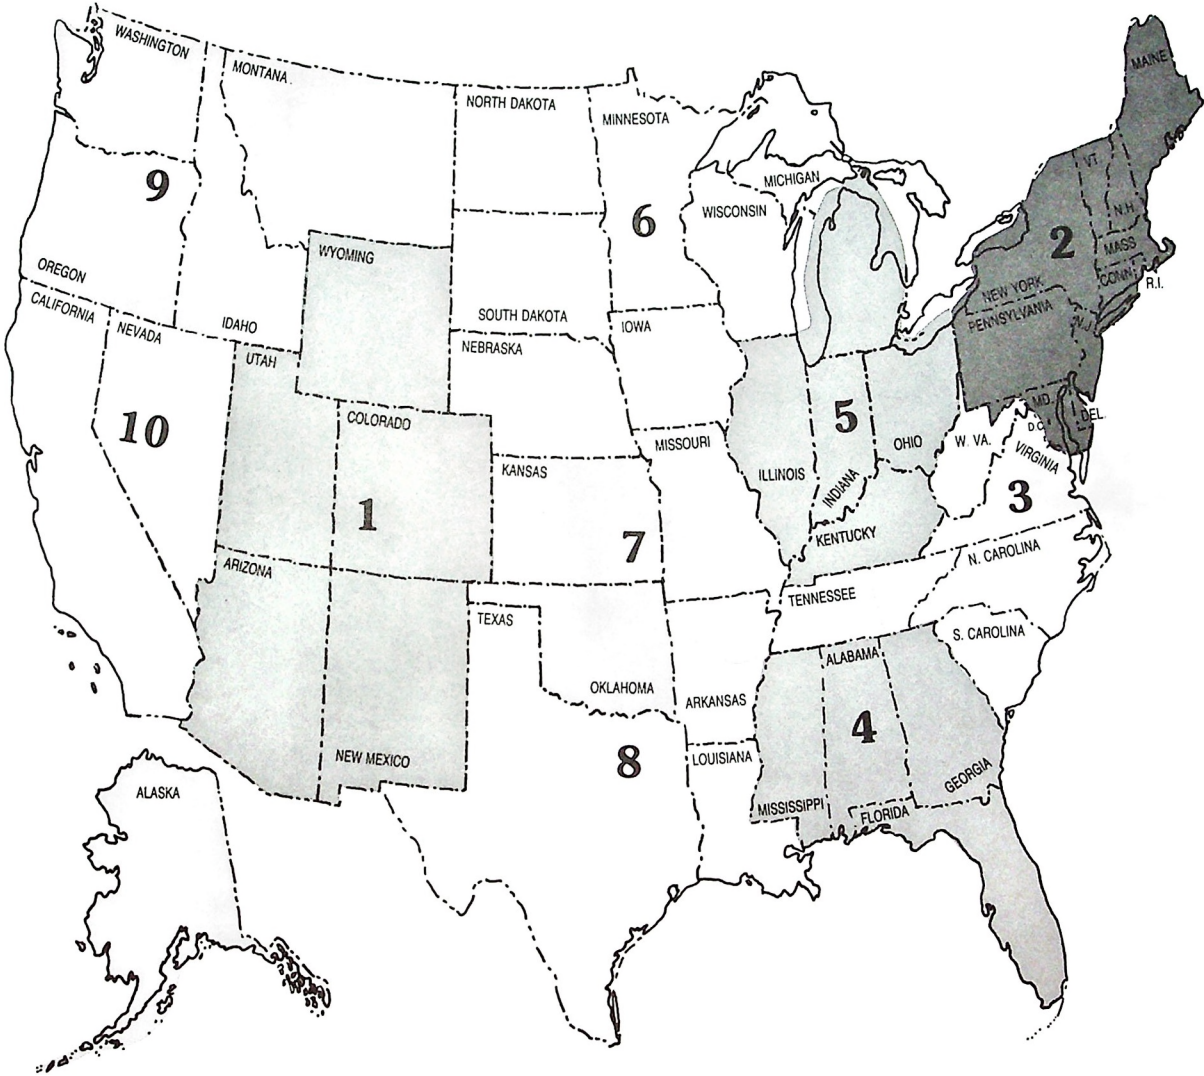 WASHINGTON
MONTANA
NORTH DAKOTA
MINNESOTA
MAINE
VT.
9
MICHIGAN
WISCONSIN
6
N.H.
2
MASS
OREGON
WYOMING
CONN
R.I.
CALIFORNIA
NEVADA
IDAHO
SOUTH DAKOTA
IOWA
NEW YORK
PENNSYLVANIA
N.J.
UTAH
NEBRASKA
10
COLORADO
MISSOURI
5
OHIO
W. VA.
MD.
D.C.
DEL.
VIRGINIA
1
KANSAS
ILLINOIS
INDIANA
3
7
KENTUCKY
ARIZONA
N. CAROLINA
TENNESSEE
TEXAS
S. CAROLINA
ALABAMA
OKLAHOMA
ARKANSAS
4
NEW MEXICO
8
LOUISIANA
GEORGIA
ALASKA
MISSISSIPPI
FLORIDA